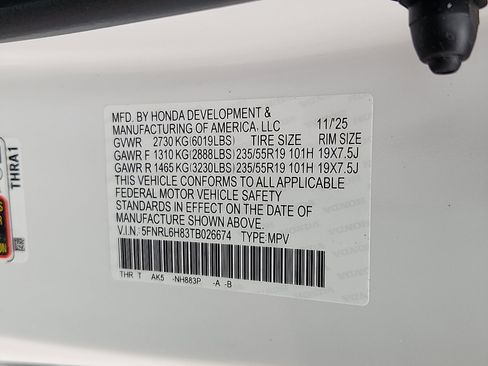 MFD. BY HONDA DEVELOPMENT &
MANUFACTURING OF AMERICA, LLC 11/'25
GVWR 2730 KG (6019LBS) TIRE SIZE RIM SIZE
GAWR F 1310 KG (2888LBS) 235/55R19 101H 19X7.5J
GAWR R 1465 KG (3230LBS) 235/55R19 101H 19X7.5J
THIS VEHICLE CONFORMS TO ALL APPLICABLE
FEDERAL MOTOR VEHICLE SAFETY
STANDARDS IN EFFECT ON THE DATE OF
MANUFACTURE SHOWN ABOVE.
V.I.N.: 5FNRL6H83TB026674 TYPE:MPV
THR T AK5 -NH883P -A -B
THRA1